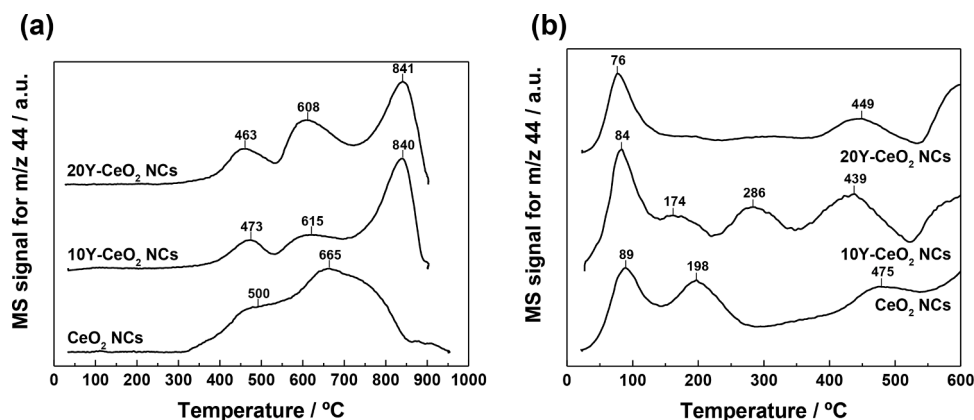 (a)
MS signal for m/z 44 / a.u.
841
608
463
20Y-CeO₂ NCs
840
473
615
10Y-CeO₂ NCs
665
500
CeO₂ NCs
0 100 200 300 400 500 600 700 800 900 1000
Temperature / ºC
(b)
MS signal for m/z 44 / a.u.
76
449
20Y-CeO₂ NCs
84
174
286
439
10Y-CeO₂ NCs
89
198
475
CeO₂ NCs
0 100 200 300 400 500 600
Temperature / ºC